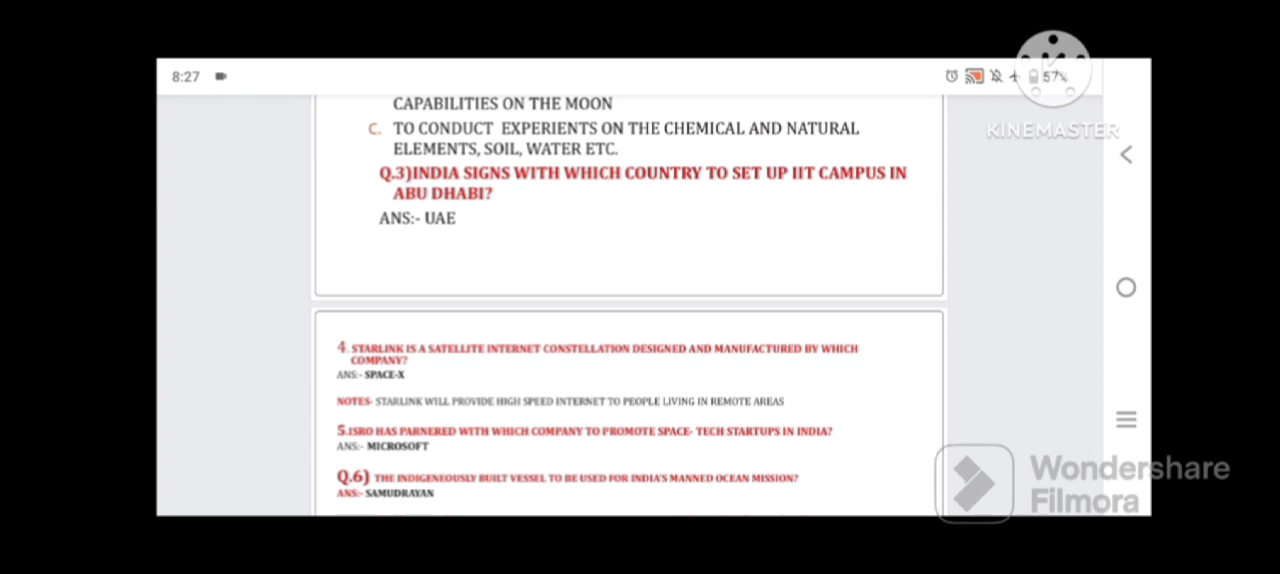 8:27
57%
KINEMASTER
CAPABILITIES ON THE MOON
C. TO CONDUCT EXPERIENTS ON THE CHEMICAL AND NATURAL
ELEMENTS, SOIL, WATER ETC.
Q.3)INDIA SIGNS WITH WHICH COUNTRY TO SET UP IIT CAMPUS IN
ABU DHABI?
ANS:- UAE
4. STARLINK IS A SATELLITE INTERNET CONSTELLATION DESIGNED AND MANUFACTURED BY WHICH
COMPANY?
ANS:- SPACE-X
NOTES- STARLINK WILL PROVIDE HIGH SPEED INTERNET TO PEOPLE LIVING IN REMOTE AREAS
5.ISRO HAS PARNERED WITH WHICH COMPANY TO PROMOTE SPACE- TECH STARTUPS IN INDIA?
ANS:- MICROSOFT
Q.6) THE INDIGENEOUSLY BUILT VESSEL TO BE USED FOR INDIA'S MANNED OCEAN MISSION?
ANS:- SAMUDRAYAN
Wondershare
Filmora